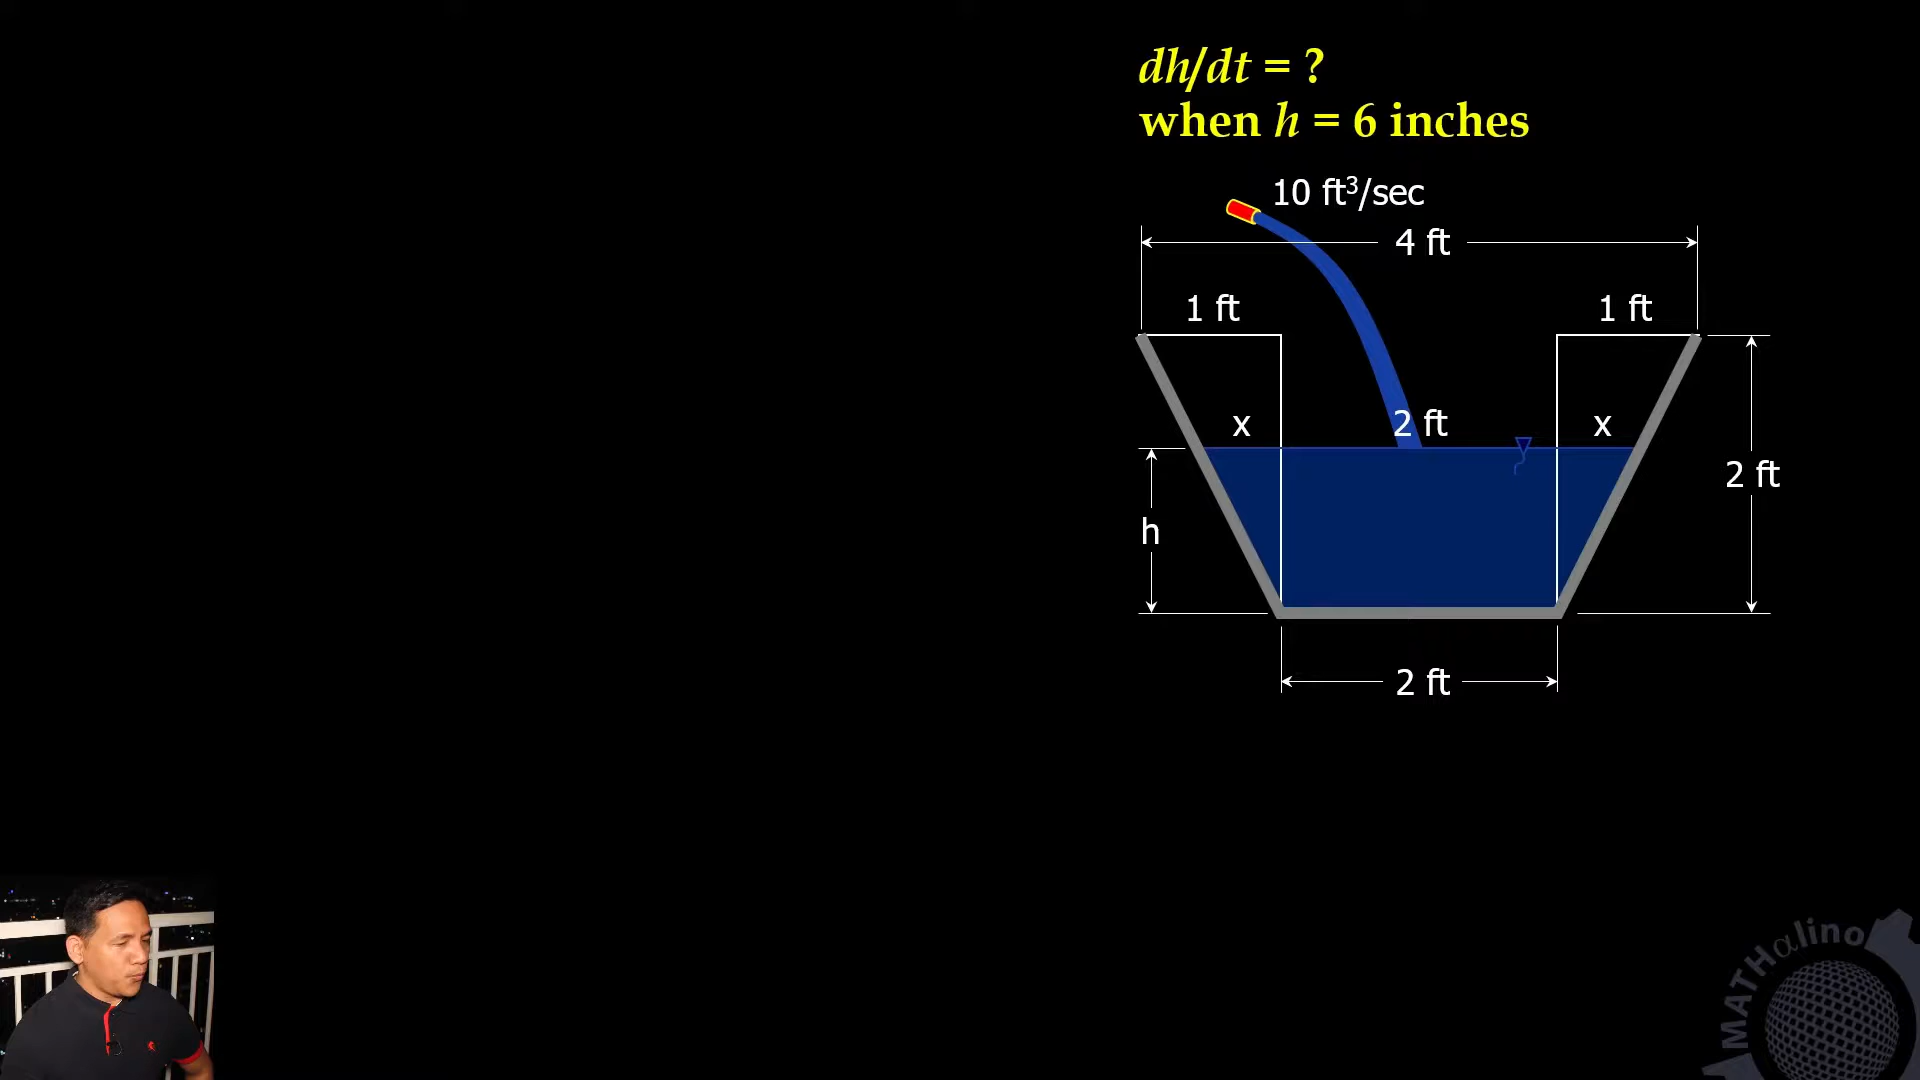 dh/dt = ?
when h = 6 inches
10 ft³/sec
4 ft
1 ft
1 ft
x
2 ft
x
2 ft
h
2 ft
MATHalino